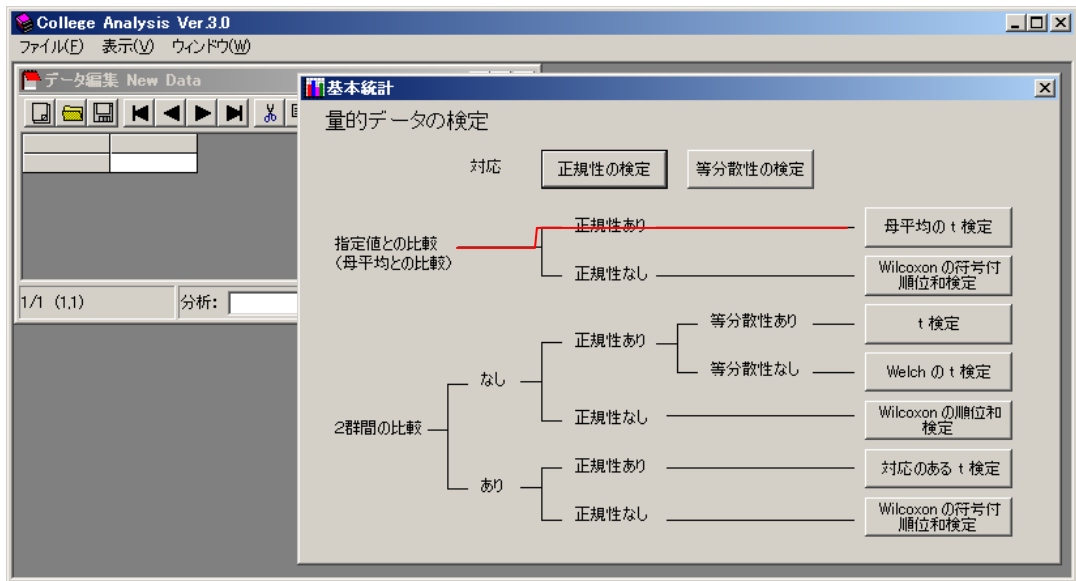 College Analysis Ver.3.0
ファイル(F) 表示(V) ウィンドウ(W)
データ編集 New Data
基本統計
量的データの検定
対応 正規性の検定 等分散性の検定
指定値との比較
(母平均との比較)
正規性あり 母平均の t 検定
正規性なし Wilcoxon の符号付
順位和検定
2群間の比較
なし
正規性あり
等分散性あり t 検定
等分散性なし Welch の t 検定
正規性なし Wilcoxon の順位和
検定
あり
正規性あり 対応のある t 検定
正規性なし Wilcoxon の符号付
順位和検定
1/1 (1,1) 分析: